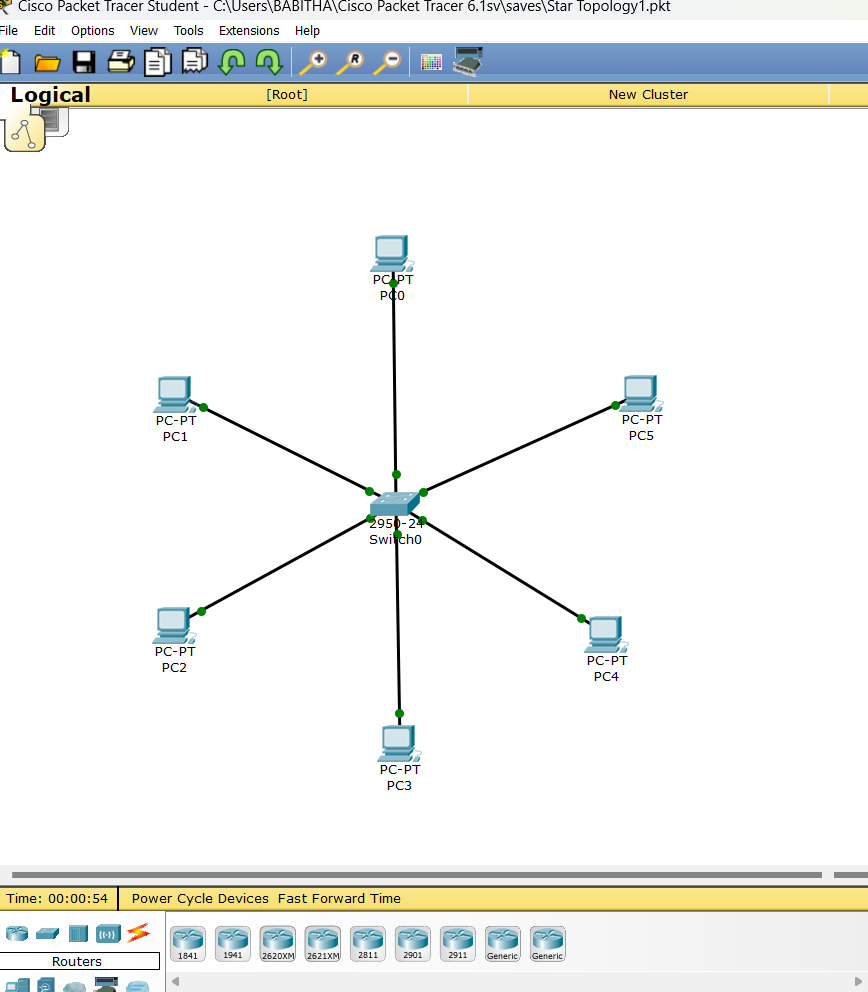 Cisco Packet Tracer Student - C:\Users\BABITHA\Cisco Packet Tracer 6.1sv\saves\Star Topology1.pkt
File Edit Options View Tools Extensions Help
R
Logical [Root] New Cluster
PC-PT
PC0
PC-PT
PC1
PC-PT
PC5
2950-24
Switch0
PC-PT
PC2
PC-PT
PC4
PC-PT
PC3
Time: 00:00:54 Power Cycle Devices Fast Forward Time
1841 1941 2620XM 2621XM 2811 2901 2911 Generic Generic
Routers